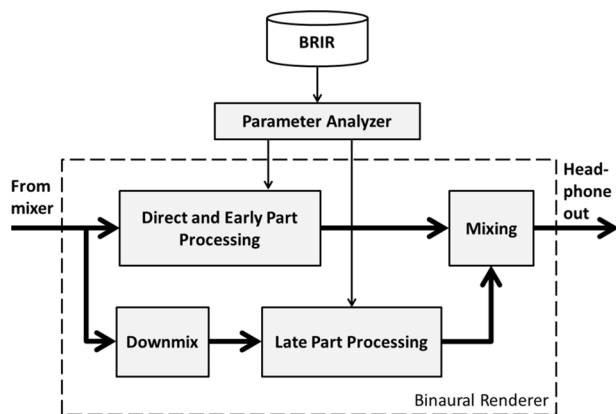 BRIR
Parameter Analyzer
From
mixer
Head-
phone
out
Direct and Early Part
Processing
Mixing
Downmix
Late Part Processing
Binaural Renderer